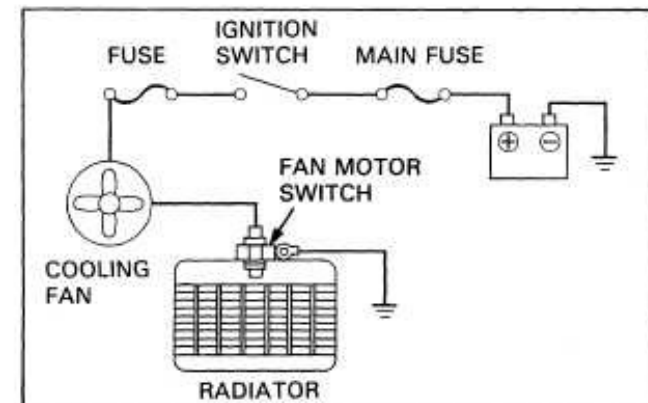 IGNITION
SWITCH
FUSE
MAIN FUSE
FAN MOTOR
SWITCH
COOLING
FAN
RADIATOR